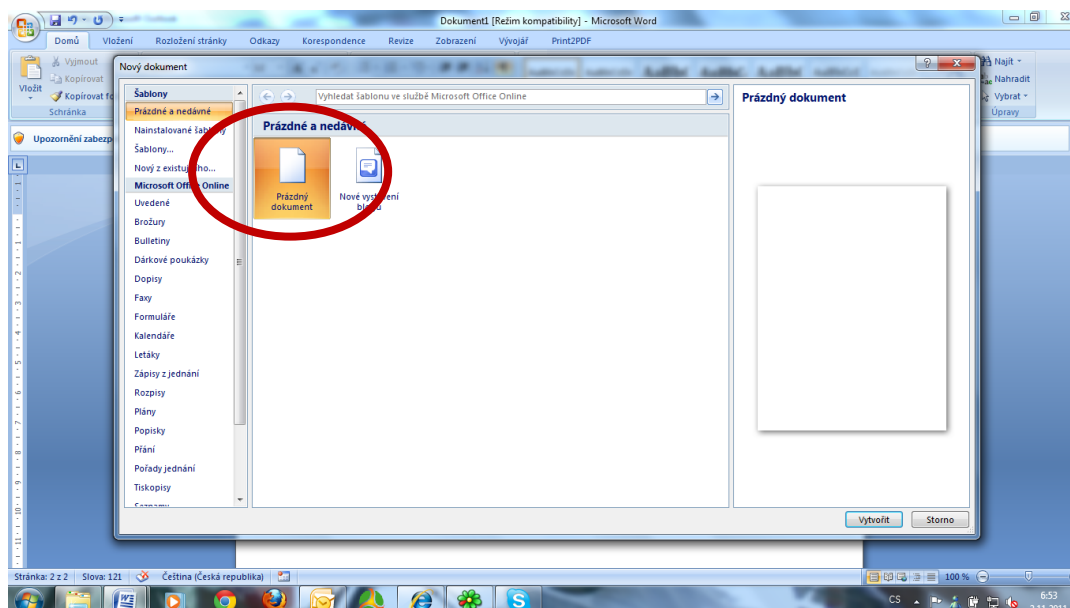 Dokument1 [Režim kompatibility] - Microsoft Word
Domů Vložení Rozložení stránky Odkazy Korespondence Revize Zobrazení Vývojář Print2PDF
Vyjmout
Kopírovat
Vložit
Kopírovat
Schránka
Najít
Nahradit
Vybrat
Úpravy
Upozornění
Nový dokument
Šablony
Prázdné a nedávné
Nainstalované
Šablony...
Nový z
Microsoft Office Online
Uvedené
Brožury
Bulletiny
Dárkové poukázky
Dopisy
Faxy
Formuláře
Kalendáře
Letáky
Zápisy z jednání
Rozpisy
Plány
Popisky
Přání
Pořady jednání
Tiskopisy
Vyhledat šablonu ve službě Microsoft Office Online
Prázdné a
Prázdný
dokument
Nové
Prázdný dokument
Vytvořit Storno
Stránka: 2 z 2 Slova: 121 Čeština (Česká republika) 100 %
CS 6:53